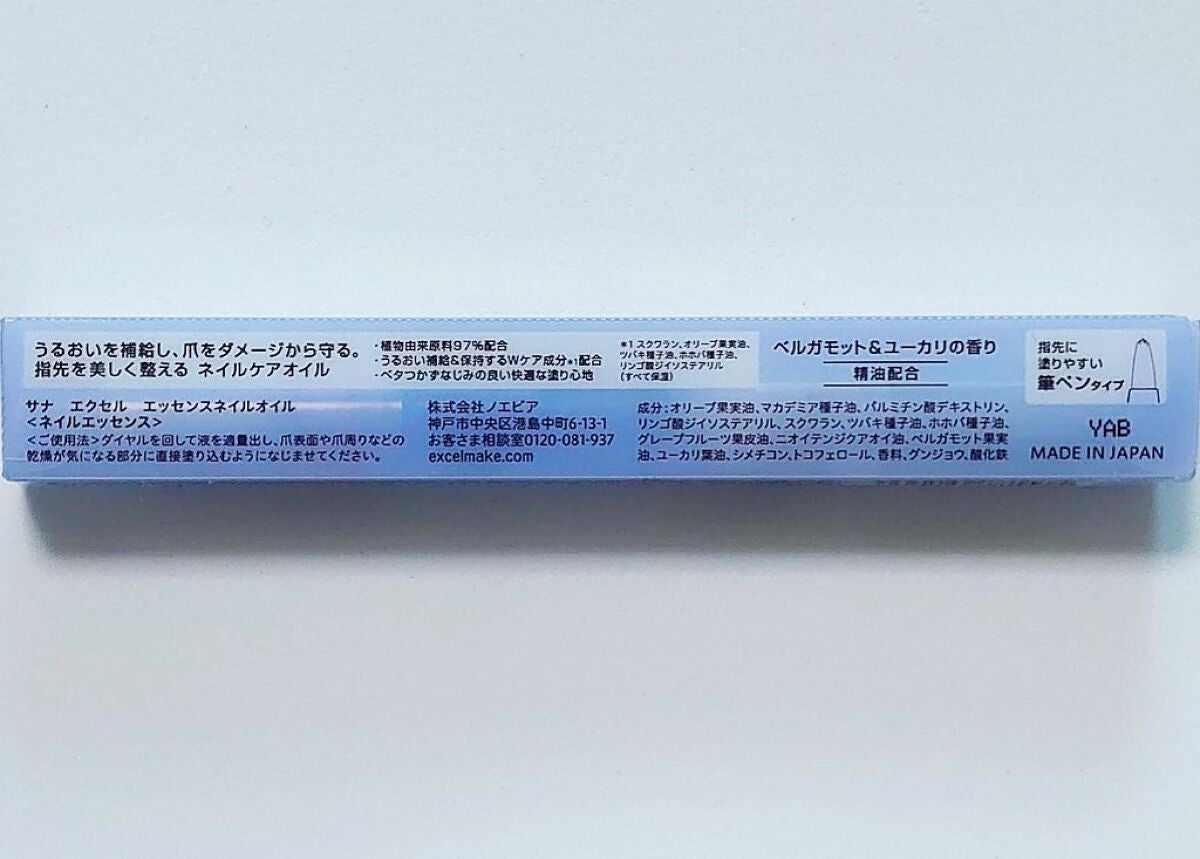 うるおいを補給し、爪をダメージから守る。
指先を美しく整える ネイルケアオイル
・植物由来原料97%配合
・うるおい補給&保持するWケア成分*1配合
・ベタつかずなじみの良い快適な塗り心地
*1 スクワラン、オリーブ果実油、
ツバキ種子油、ホホバ種子油、
リンゴ酸ジイソステアリル
(すべて保湿)
ベルガモット&ユーカリの香り
精油配合
指先に
塗りやすい
筆ペンタイプ
サナ エクセル エッセンスネイルオイル
<ネイルエッセンス>
<ご使用法>ダイヤルを回して液を適量出し、爪表面や爪周りなどの
乾燥が気になる部分に直接塗り込むようになじませてください。
株式会社ノエビア
神戸市中央区港島中町6-13-1
お客さま相談室0120-081-937
excelmake.com
成分:オリーブ果実油、マカデミア種子油、パルミチン酸デキストリン、
リンゴ酸ジイソステアリル、スクワラン、ツバキ種子油、ホホバ種子油、
グレープフルーツ果皮油、ニオイテンジクアオイ油、ベルガモット果実
油、ユーカリ葉油、シメチコン、トコフェロール、香料、グンジョウ、酸化鉄
YAB
MADE IN JAPAN